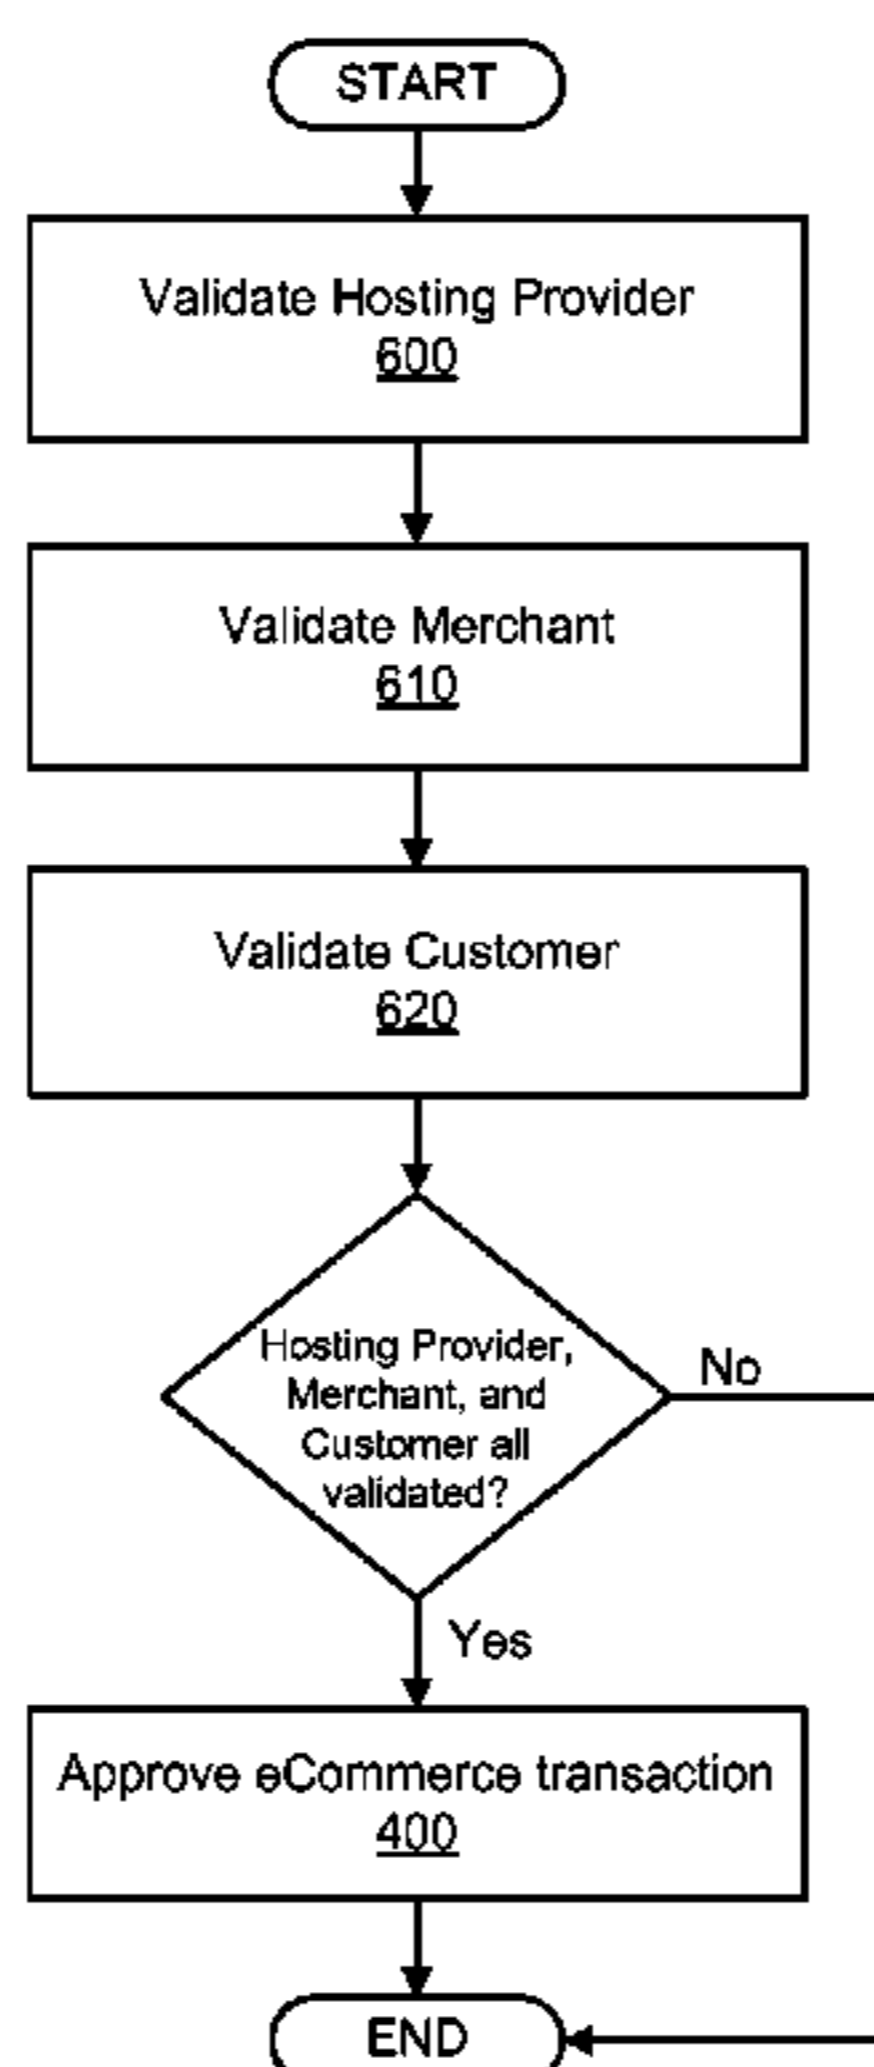 START
Validate Hosting Provider
600
Validate Merchant
610
Validate Customer
620
Hosting Provider,
Merchant, and
Customer all
validated?
No
Yes
Approve eCommerce transaction
400
END